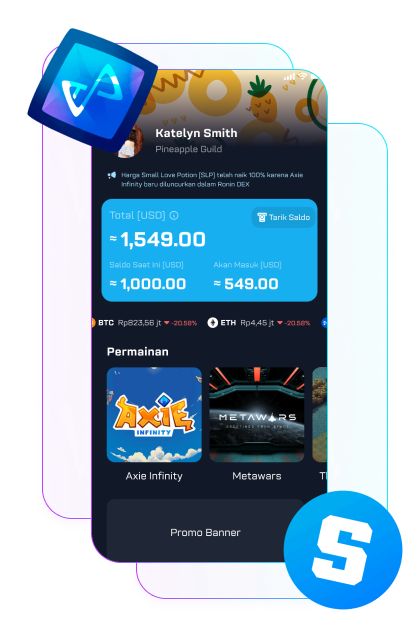 Katelyn Smith
Pineapple Guild
Harga Small Love Potion [SLP] telah naik 100% karena Axie
Infinity baru diluncurkan dalam Ronin DEX
Total [USD]
Tarik Saldo
≈ 1,549.00
Saldo Saat Ini [USD] Akan Masuk [USD]
≈ 1,000.00 ≈ 549.00
BTC Rp823,56 jt -20.58% ETH Rp4,45 jt -20.58%
Permainan
AXIE
INFINITY
METAWARS
Axie Infinity Metawars
Promo Banner
S